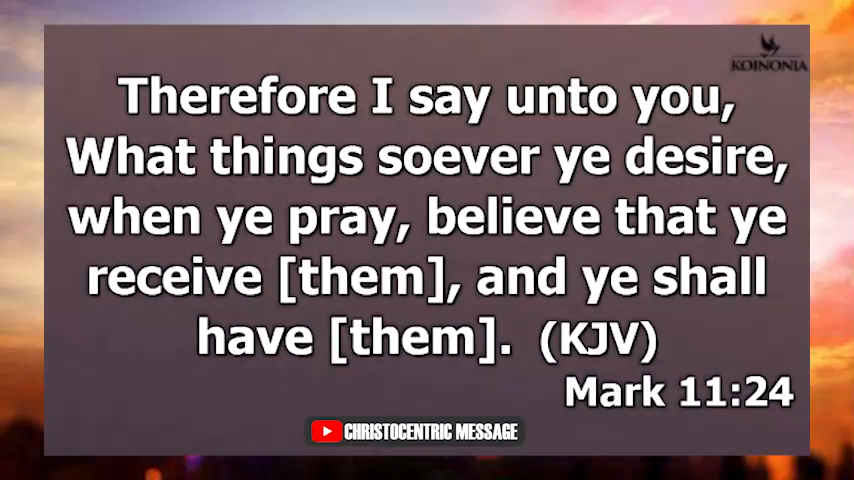 KOINONIA
Therefore I say unto you,
What things soever ye desire,
when ye pray, believe that ye
receive [them], and ye shall
have [them]. (KJV)
Mark 11:24
CHRISTOCENTRIC MESSAGE